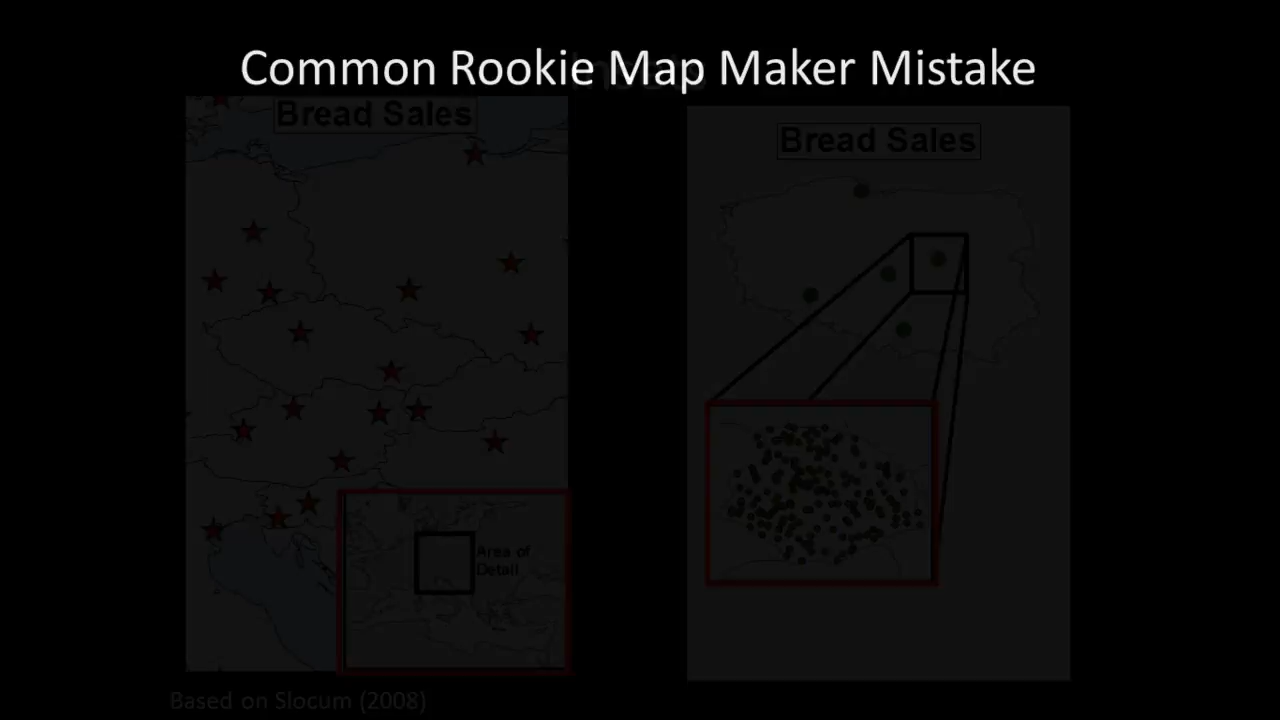 Common Rookie Map Maker Mistake
Bread Sales
Bread Sales
Area of
Detail
Based on Slocum (2008)